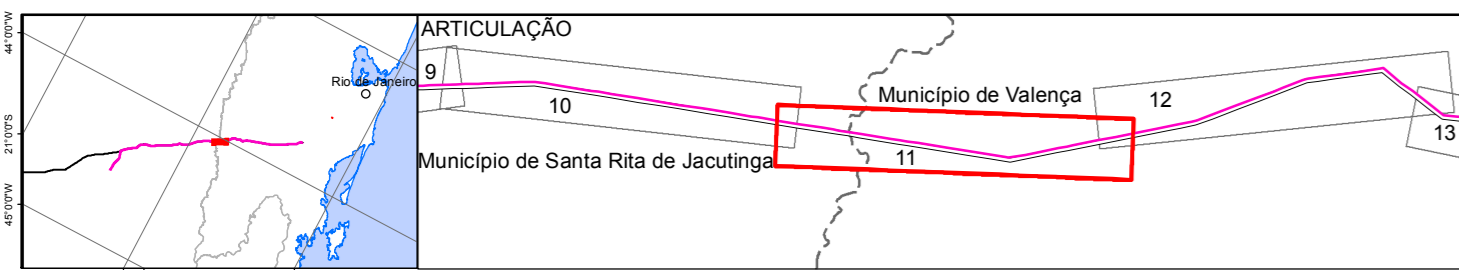 44°0'0"W
21°0'0"S
45°0'0"W
Rio de Janeiro
ARTICULAÇÃO
9
10
Município de Valença
12
13
Município de Santa Rita de Jacutinga
11